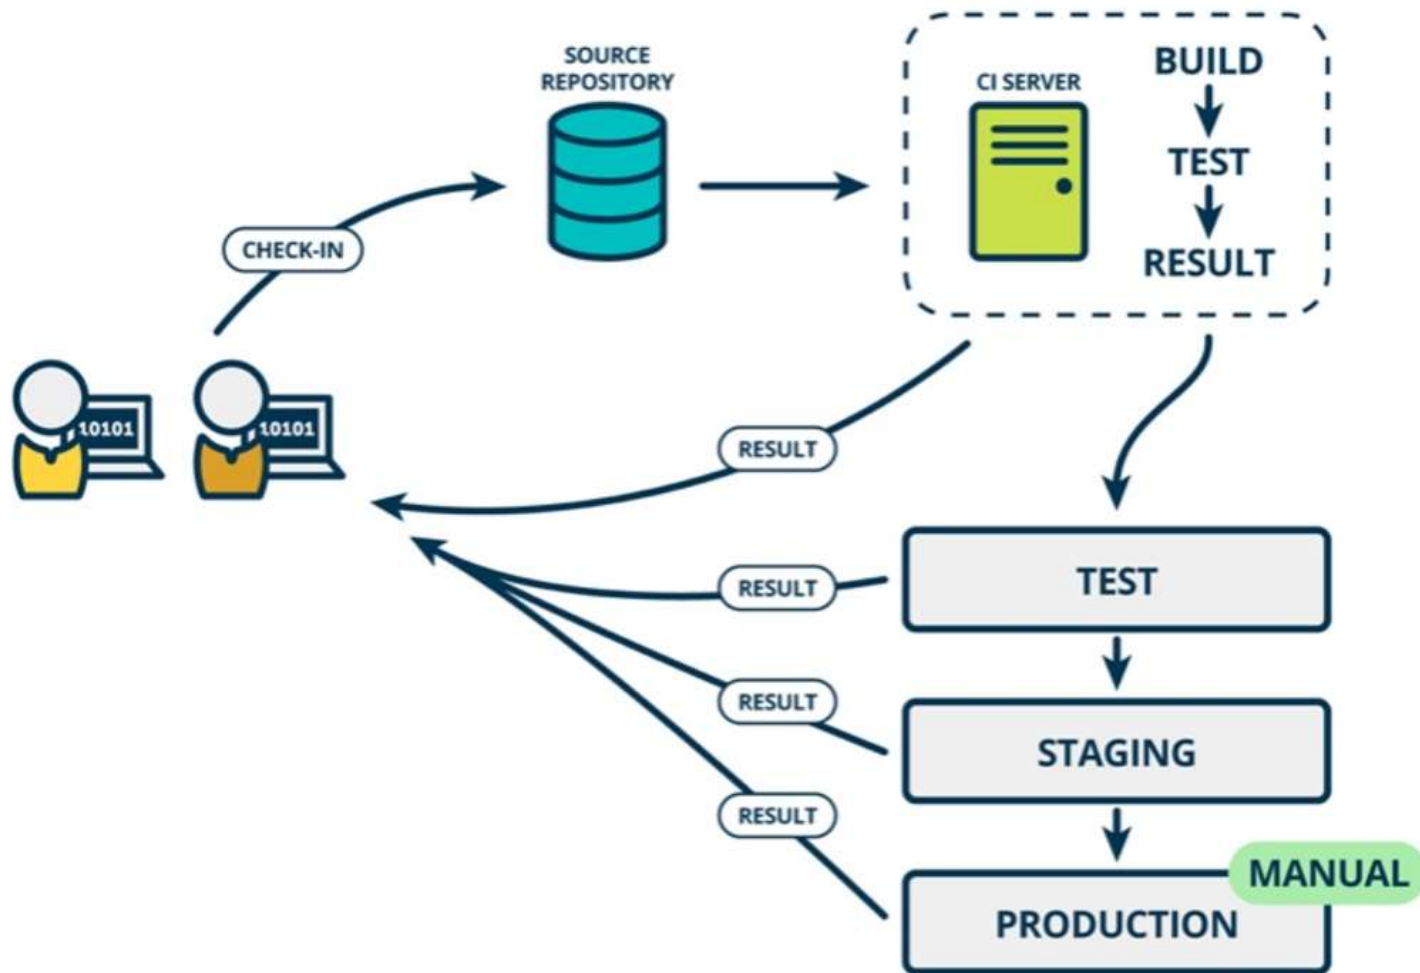 SOURCE
REPOSITORY
CI SERVER
BUILD
TEST
RESULT
CHECK-IN
10101
10101
RESULT
RESULT
TEST
RESULT
STAGING
RESULT
MANUAL
PRODUCTION